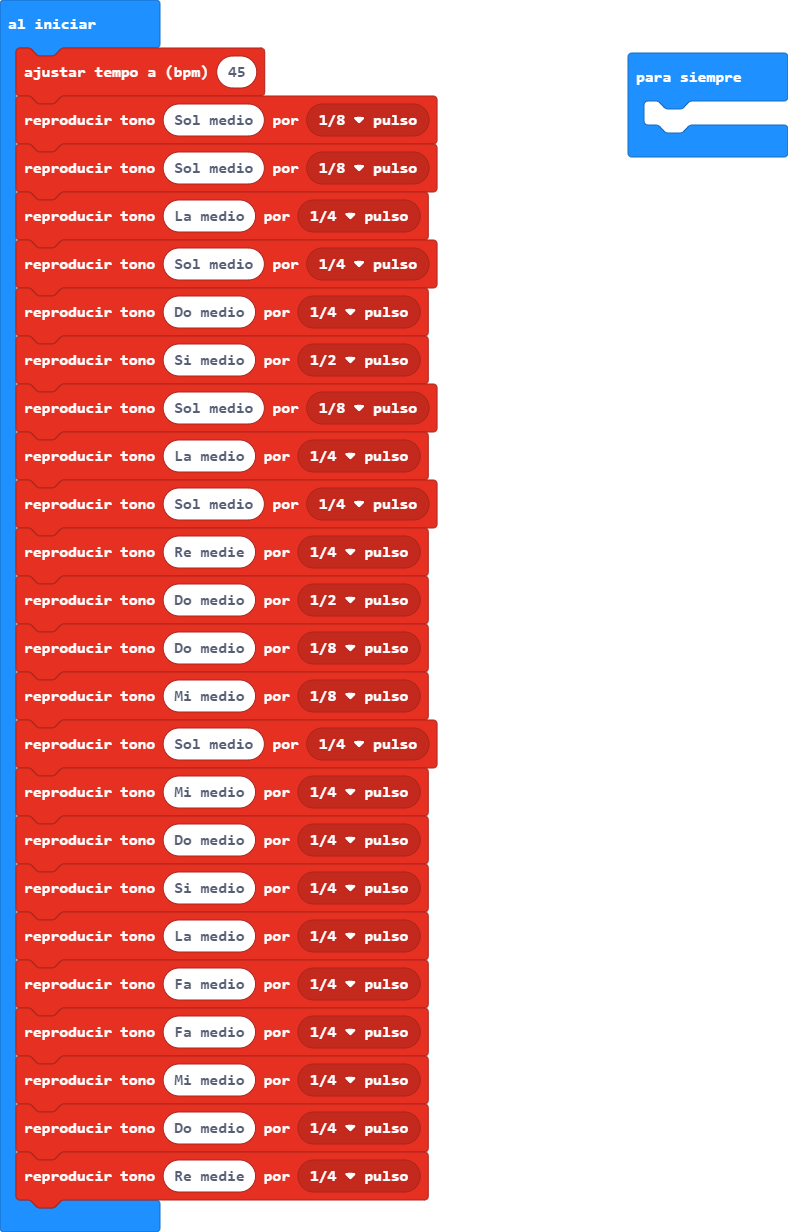 al iniciar
ajustar tempo a (bpm) 45
para siempre
reproducir tono Sol medio por 1/8 pulso
reproducir tono Sol medio por 1/8 pulso
reproducir tono La medio por 1/4 pulso
reproducir tono Sol medio por 1/4 pulso
reproducir tono Do medio por 1/4 pulso
reproducir tono Si medio por 1/2 pulso
reproducir tono Sol medio por 1/8 pulso
reproducir tono La medio por 1/4 pulso
reproducir tono Sol medio por 1/4 pulso
reproducir tono Re medie por 1/4 pulso
reproducir tono Do medio por 1/2 pulso
reproducir tono Do medio por 1/8 pulso
reproducir tono Mi medio por 1/8 pulso
reproducir tono Sol medio por 1/4 pulso
reproducir tono Mi medio por 1/4 pulso
reproducir tono Do medio por 1/4 pulso
reproducir tono Si medio por 1/4 pulso
reproducir tono La medio por 1/4 pulso
reproducir tono Fa medio por 1/4 pulso
reproducir tono Fa medio por 1/4 pulso
reproducir tono Mi medio por 1/4 pulso
reproducir tono Do medio por 1/4 pulso
reproducir tono Re medie por 1/4 pulso